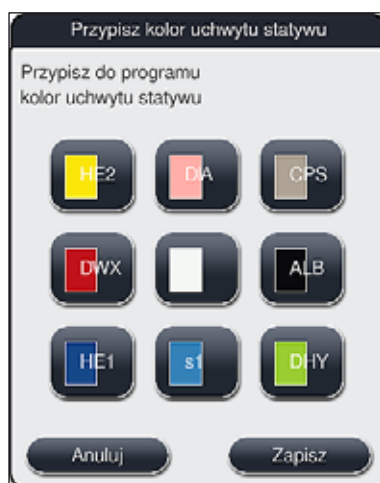 Przypisz kolor uchwytu statywu
Przypisz do programu
kolor uchwytu statywu
HE2 DIA CPS
DWX ALB
HE1 s1 DHY
Anuluj Zapisz